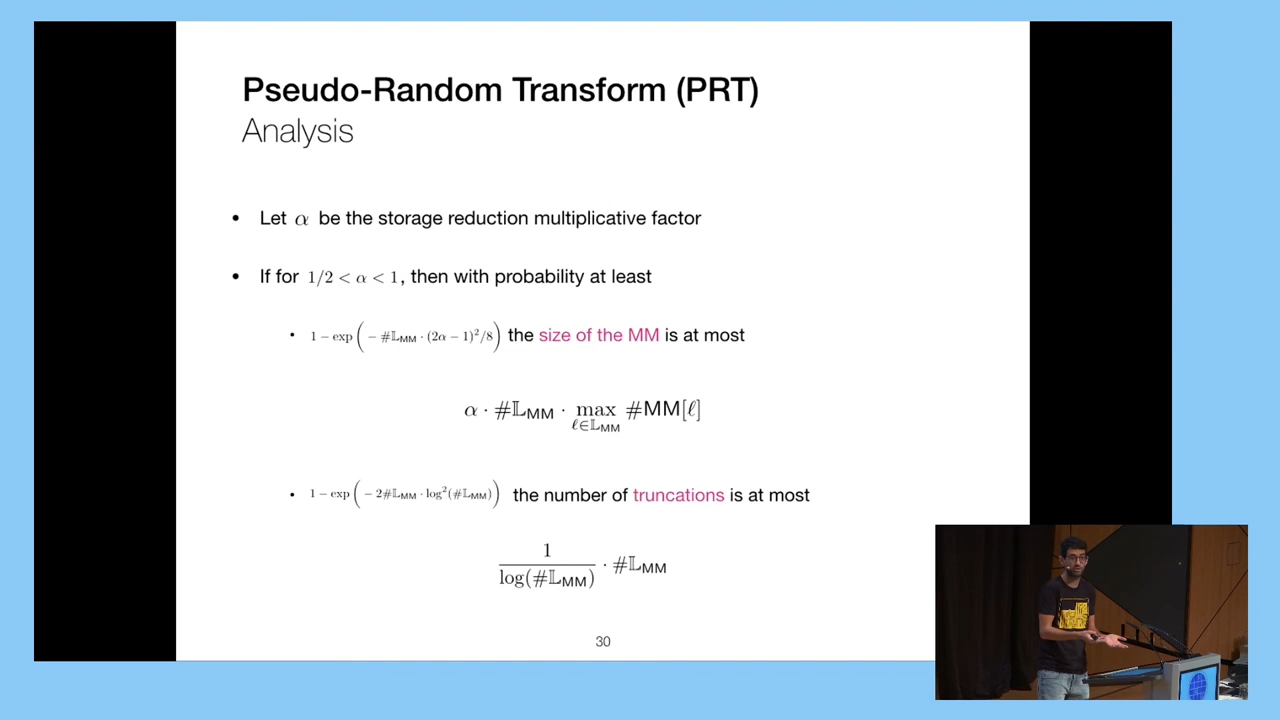 Pseudo-Random Transform (PRT)
Analysis
• Let α be the storage reduction multiplicative factor
• If for 1/2 < α < 1, then with probability at least
• 1 − exp(− #𝕃_MM · (2α − 1)²/8) the size of the MM is at most
α · #𝕃_MM · max_{ℓ∈𝕃_MM} #MM[ℓ]
• 1 − exp(− 2#𝕃_MM · log²(#𝕃_MM)) the number of truncations is at most
1/log(#𝕃_MM) · #𝕃_MM
30